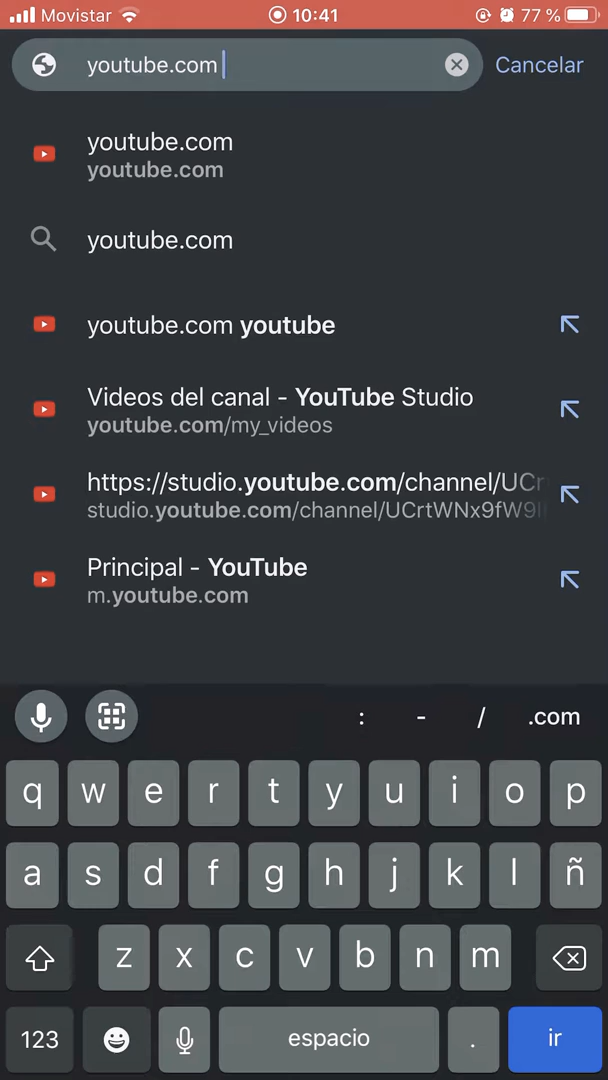 Movistar 10:41 77 %
youtube.com Cancelar
youtube.com
youtube.com
youtube.com
youtube.com youtube
Videos del canal - YouTube Studio
youtube.com/my_videos
https://studio.youtube.com/channel/UCr
studio.youtube.com/channel/UCrtWNx9fW9
Principal - YouTube
m.youtube.com
: - / .com
q w e r t y u i o p
a s d f g h j k l ñ
z x c v b n m
123 espacio . ir